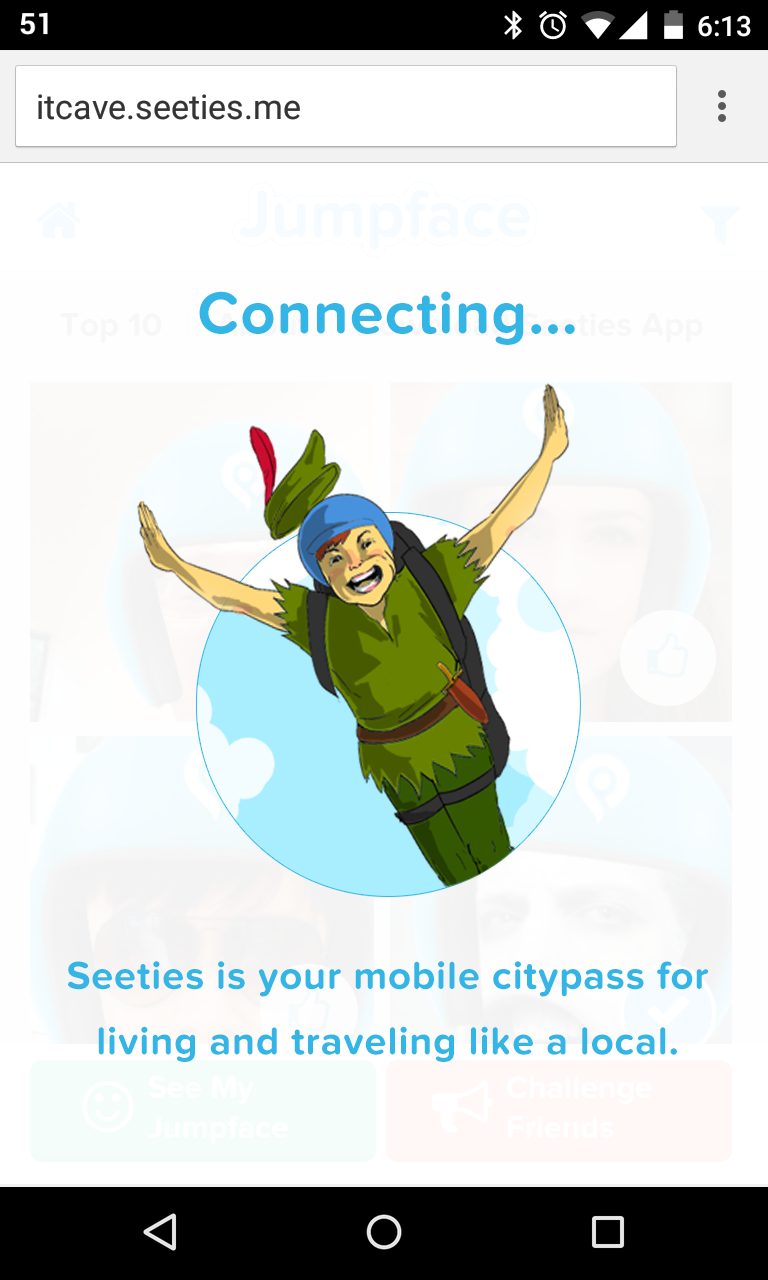 51
6:13
itcave.seeties.me
Jumpface
Connecting...
Top 10
Seeties App
Seeties is your mobile citypass for
living and traveling like a local.
See My
Jumpface
Challenge
Friends